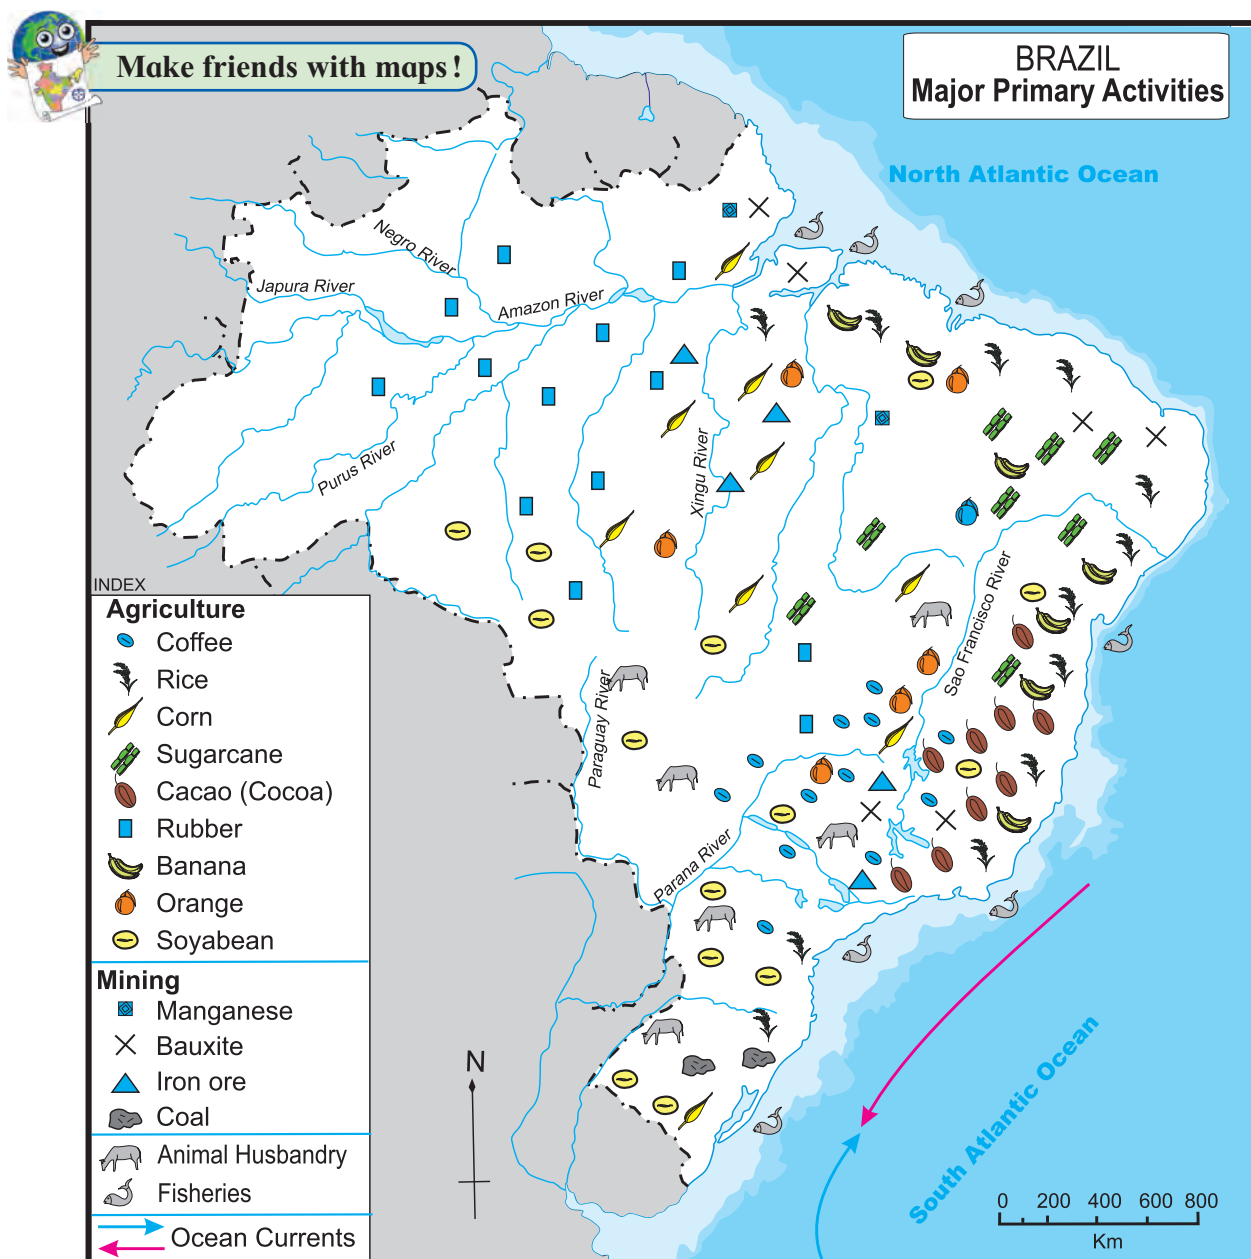 Make friends with maps!
BRAZIL
Major Primary Activities
North Atlantic Ocean
Negro River
Japura River
Amazon River
Purus River
Xingu River
Sao Francisco River
Paraguay River
Parana River
South Atlantic Ocean
INDEX
Agriculture
Coffee
Rice
Corn
Sugarcane
Cacao (Cocoa)
Rubber
Banana
Orange
Soyabean
Mining
Manganese
Bauxite
Iron ore
Coal
Animal Husbandry
Fisheries
Ocean Currents
N
0 200 400 600 800
Km